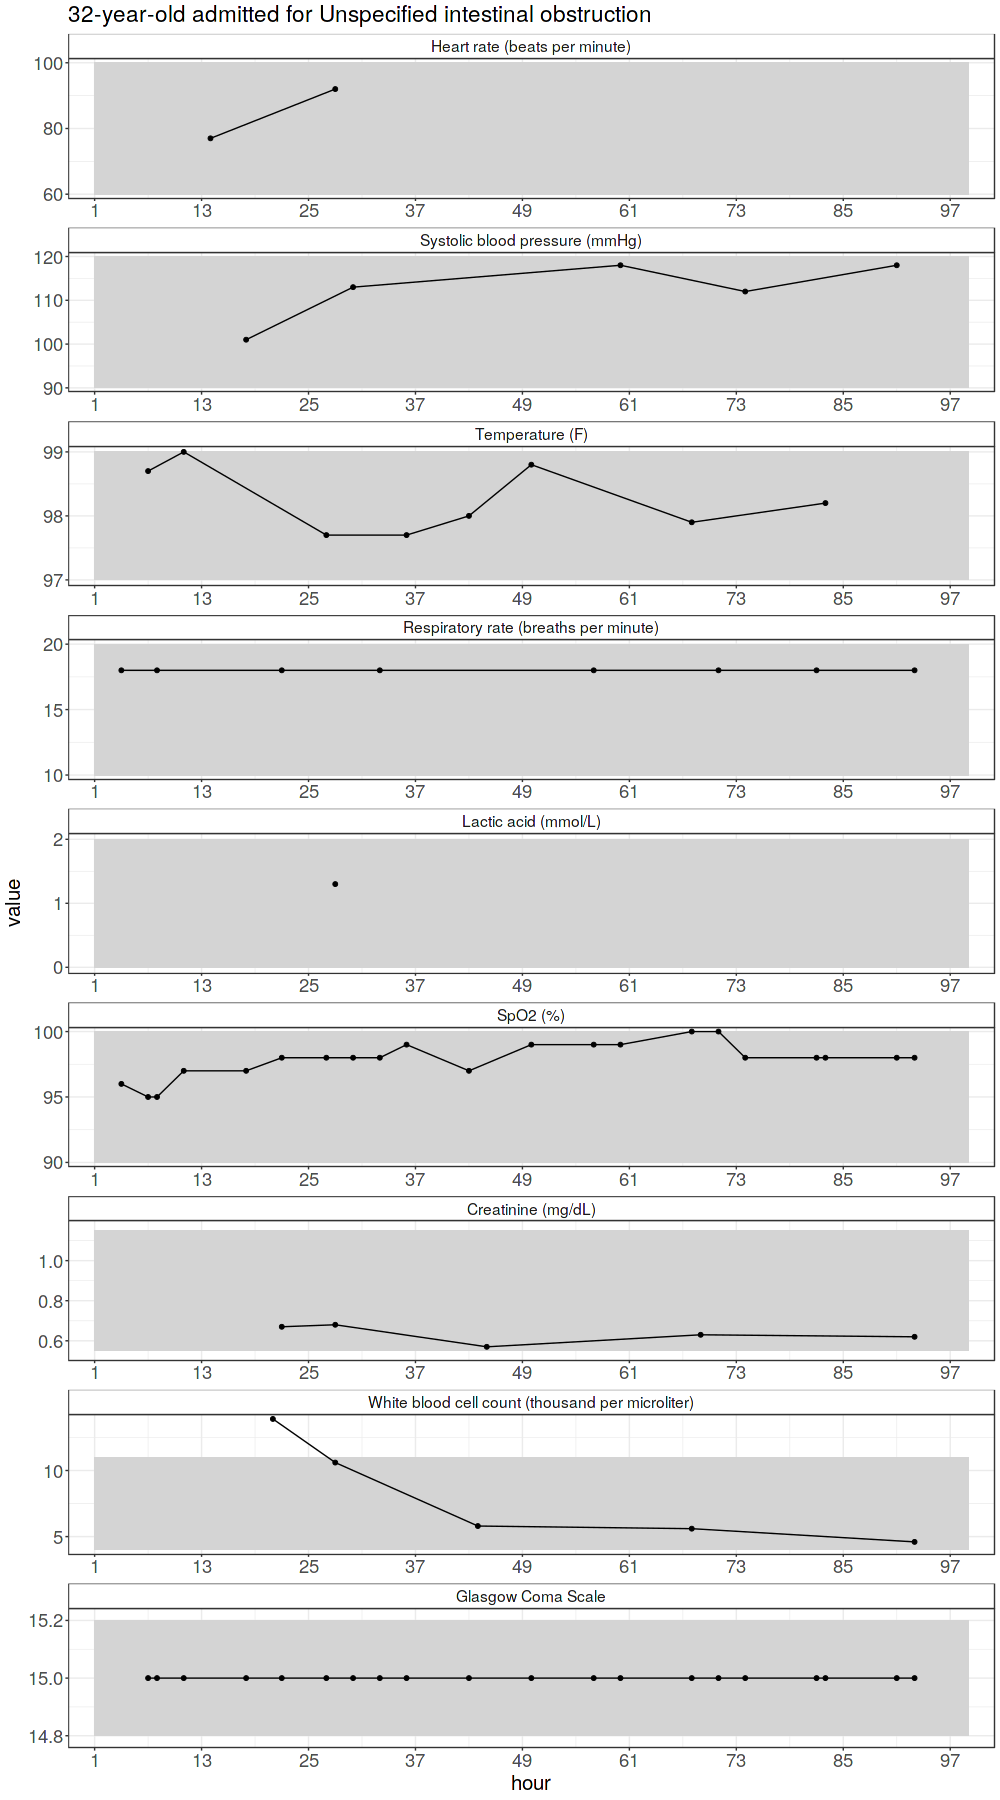 32-year-old admitted for Unspecified intestinal obstruction
Heart rate (beats per minute)
100
80
60
1 13 25 37 49 61 73 85 97
Systolic blood pressure (mmHg)
120
110
100
90
1 13 25 37 49 61 73 85 97
Temperature (F)
99
98
97
1 13 25 37 49 61 73 85 97
Respiratory rate (breaths per minute)
20
15
10
1 13 25 37 49 61 73 85 97
Lactic acid (mmol/L)
2
1
0
1 13 25 37 49 61 73 85 97
value
SpO2 (%)
100
95
90
1 13 25 37 49 61 73 85 97
Creatinine (mg/dL)
1.0
0.8
0.6
1 13 25 37 49 61 73 85 97
White blood cell count (thousand per microliter)
10
5
1 13 25 37 49 61 73 85 97
Glasgow Coma Scale
15.2
15.0
14.8
1 13 25 37 49 61 73 85 97
hour